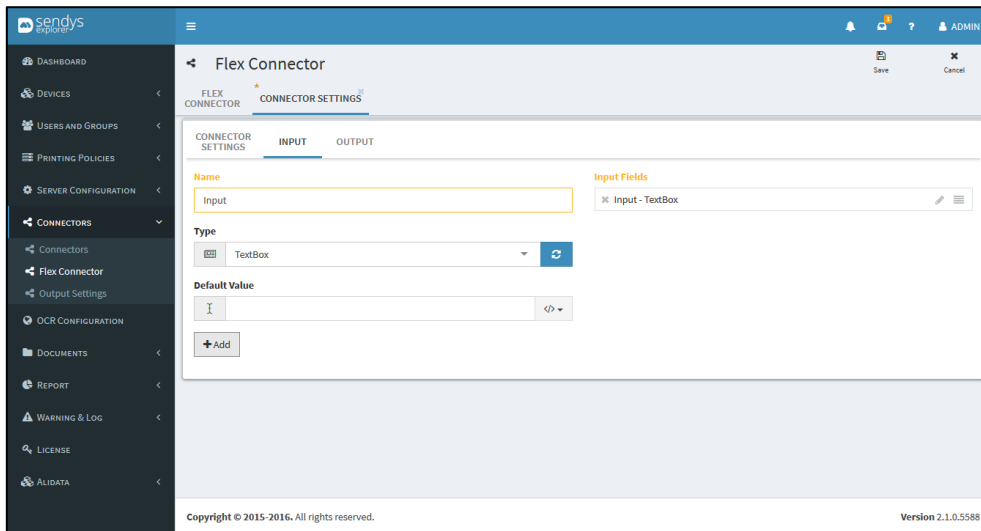 sendys
explorer
1
?
ADMIN
DASHBOARD
DEVICES
USERS AND GROUPS
PRINTING POLICIES
SERVER CONFIGURATION
CONNECTORS
Connectors
Flex Connector
Output Settings
OCR CONFIGURATION
DOCUMENTS
REPORT
WARNING & LOG
LICENSE
ALIDATA
Flex Connector
Save
Cancel
FLEX
CONNECTOR
* CONNECTOR SETTINGS
CONNECTOR
SETTINGS
INPUT
OUTPUT
Name
Input
Type
TextBox
Default Value
</>
+Add
Input Fields
Input - TextBox
Copyright © 2015-2016. All rights reserved.
Version 2.1.0.5588